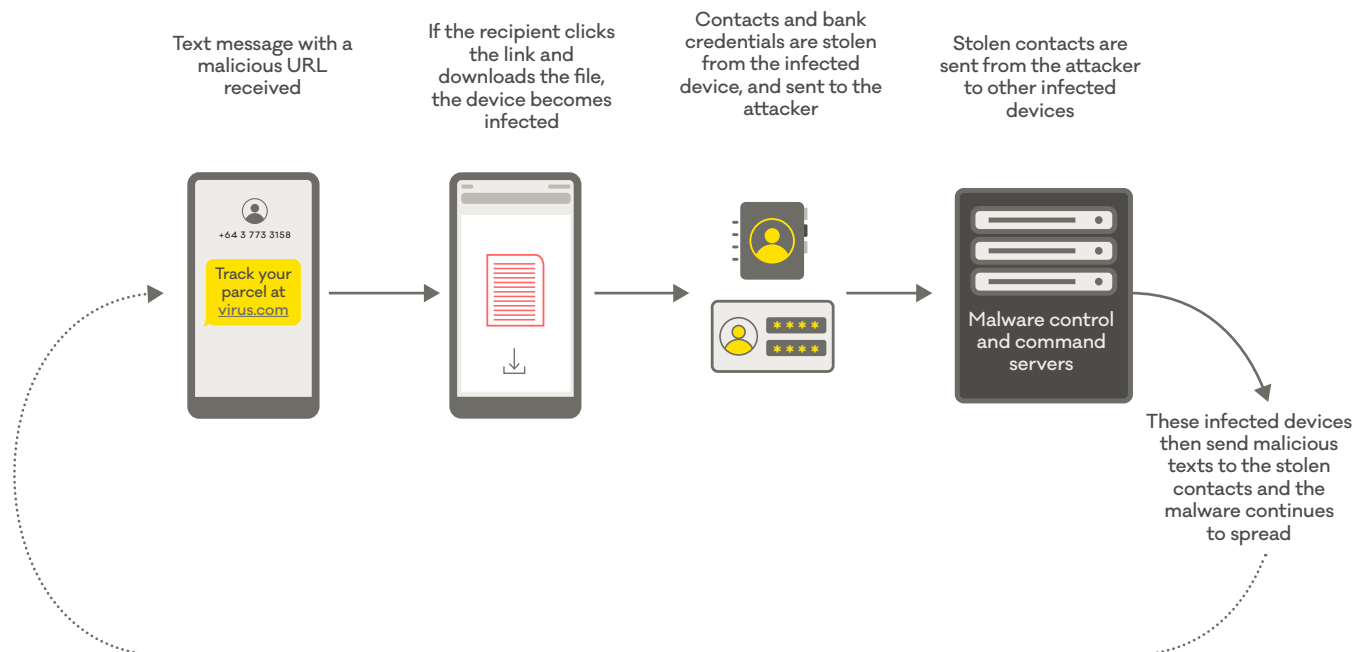 Text message with a
malicious URL
received
If the recipient clicks
the link and
downloads the file,
the device becomes
infected
Contacts and bank
credentials are stolen
from the infected
device, and sent to the
attacker
Stolen contacts are
sent from the attacker
to other infected
devices
+64 3 773 3158
Track your
parcel at
virus.com
* * * *
* * * *
Malware control
and command
servers
These infected devices
then send malicious
texts to the stolen
contacts and the
malware continues
to spread